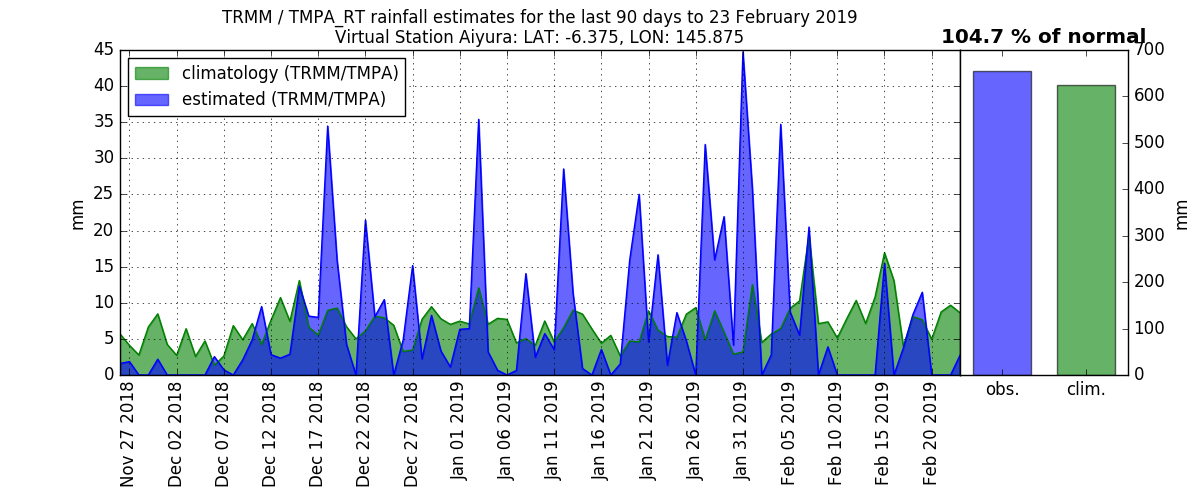 TRMM / TMPA_RT rainfall estimates for the last 90 days to 23 February 2019
Virtual Station Aiyura: LAT: -6.375, LON: 145.875
104.7 % of normal
climatology (TRMM/TMPA)
estimated (TRMM/TMPA)
mm
45
40
35
30
25
20
15
10
5
0
Nov 27 2018
Dec 02 2018
Dec 07 2018
Dec 12 2018
Dec 17 2018
Dec 22 2018
Dec 27 2018
Jan 01 2019
Jan 06 2019
Jan 11 2019
Jan 16 2019
Jan 21 2019
Jan 26 2019
Jan 31 2019
Feb 05 2019
Feb 10 2019
Feb 15 2019
Feb 20 2019
700
600
500
400
300
200
100
0
mm
obs.
clim.